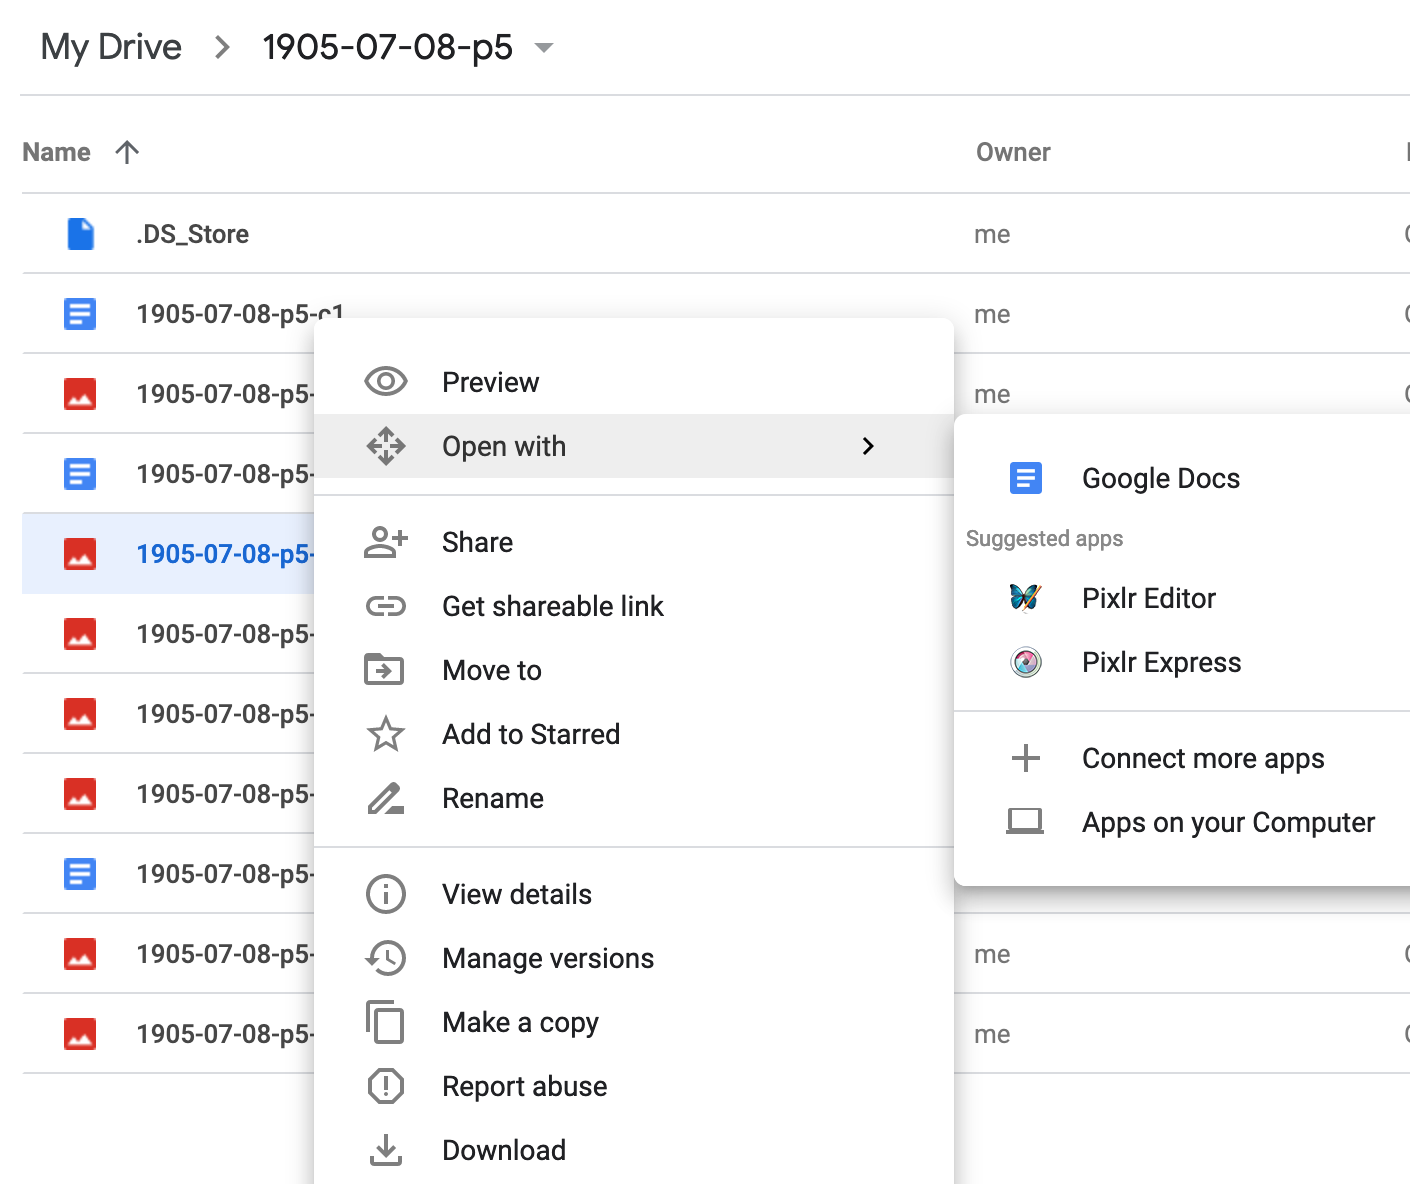 My Drive > 1905-07-08-p5
Name Owner
.DS_Store me
1905-07-08-p5-c1 me
1905-07-08-p5- me
1905-07-08-p5-
1905-07-08-p5-
1905-07-08-p5-
1905-07-08-p5-
1905-07-08-p5-
1905-07-08-p5-
1905-07-08-p5- me
1905-07-08-p5- me
Preview
Open with
Share
Get shareable link
Move to
Add to Starred
Rename
View details
Manage versions
Make a copy
Report abuse
Download
Google Docs
Suggested apps
Pixlr Editor
Pixlr Express
Connect more apps
Apps on your Computer